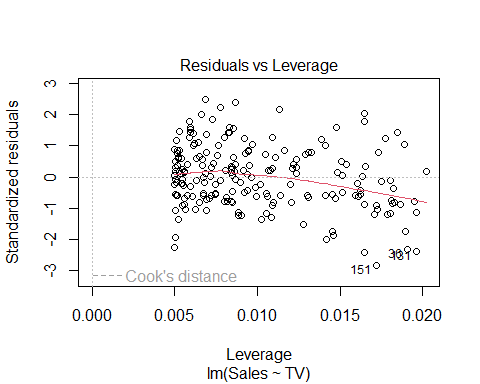 Residuals vs Leverage
Standardized residuals
3
2
1
0
-1
-2
-3
Cook's distance
151
36
131
0.000 0.005 0.010 0.015 0.020
Leverage
lm(Sales ~ TV)